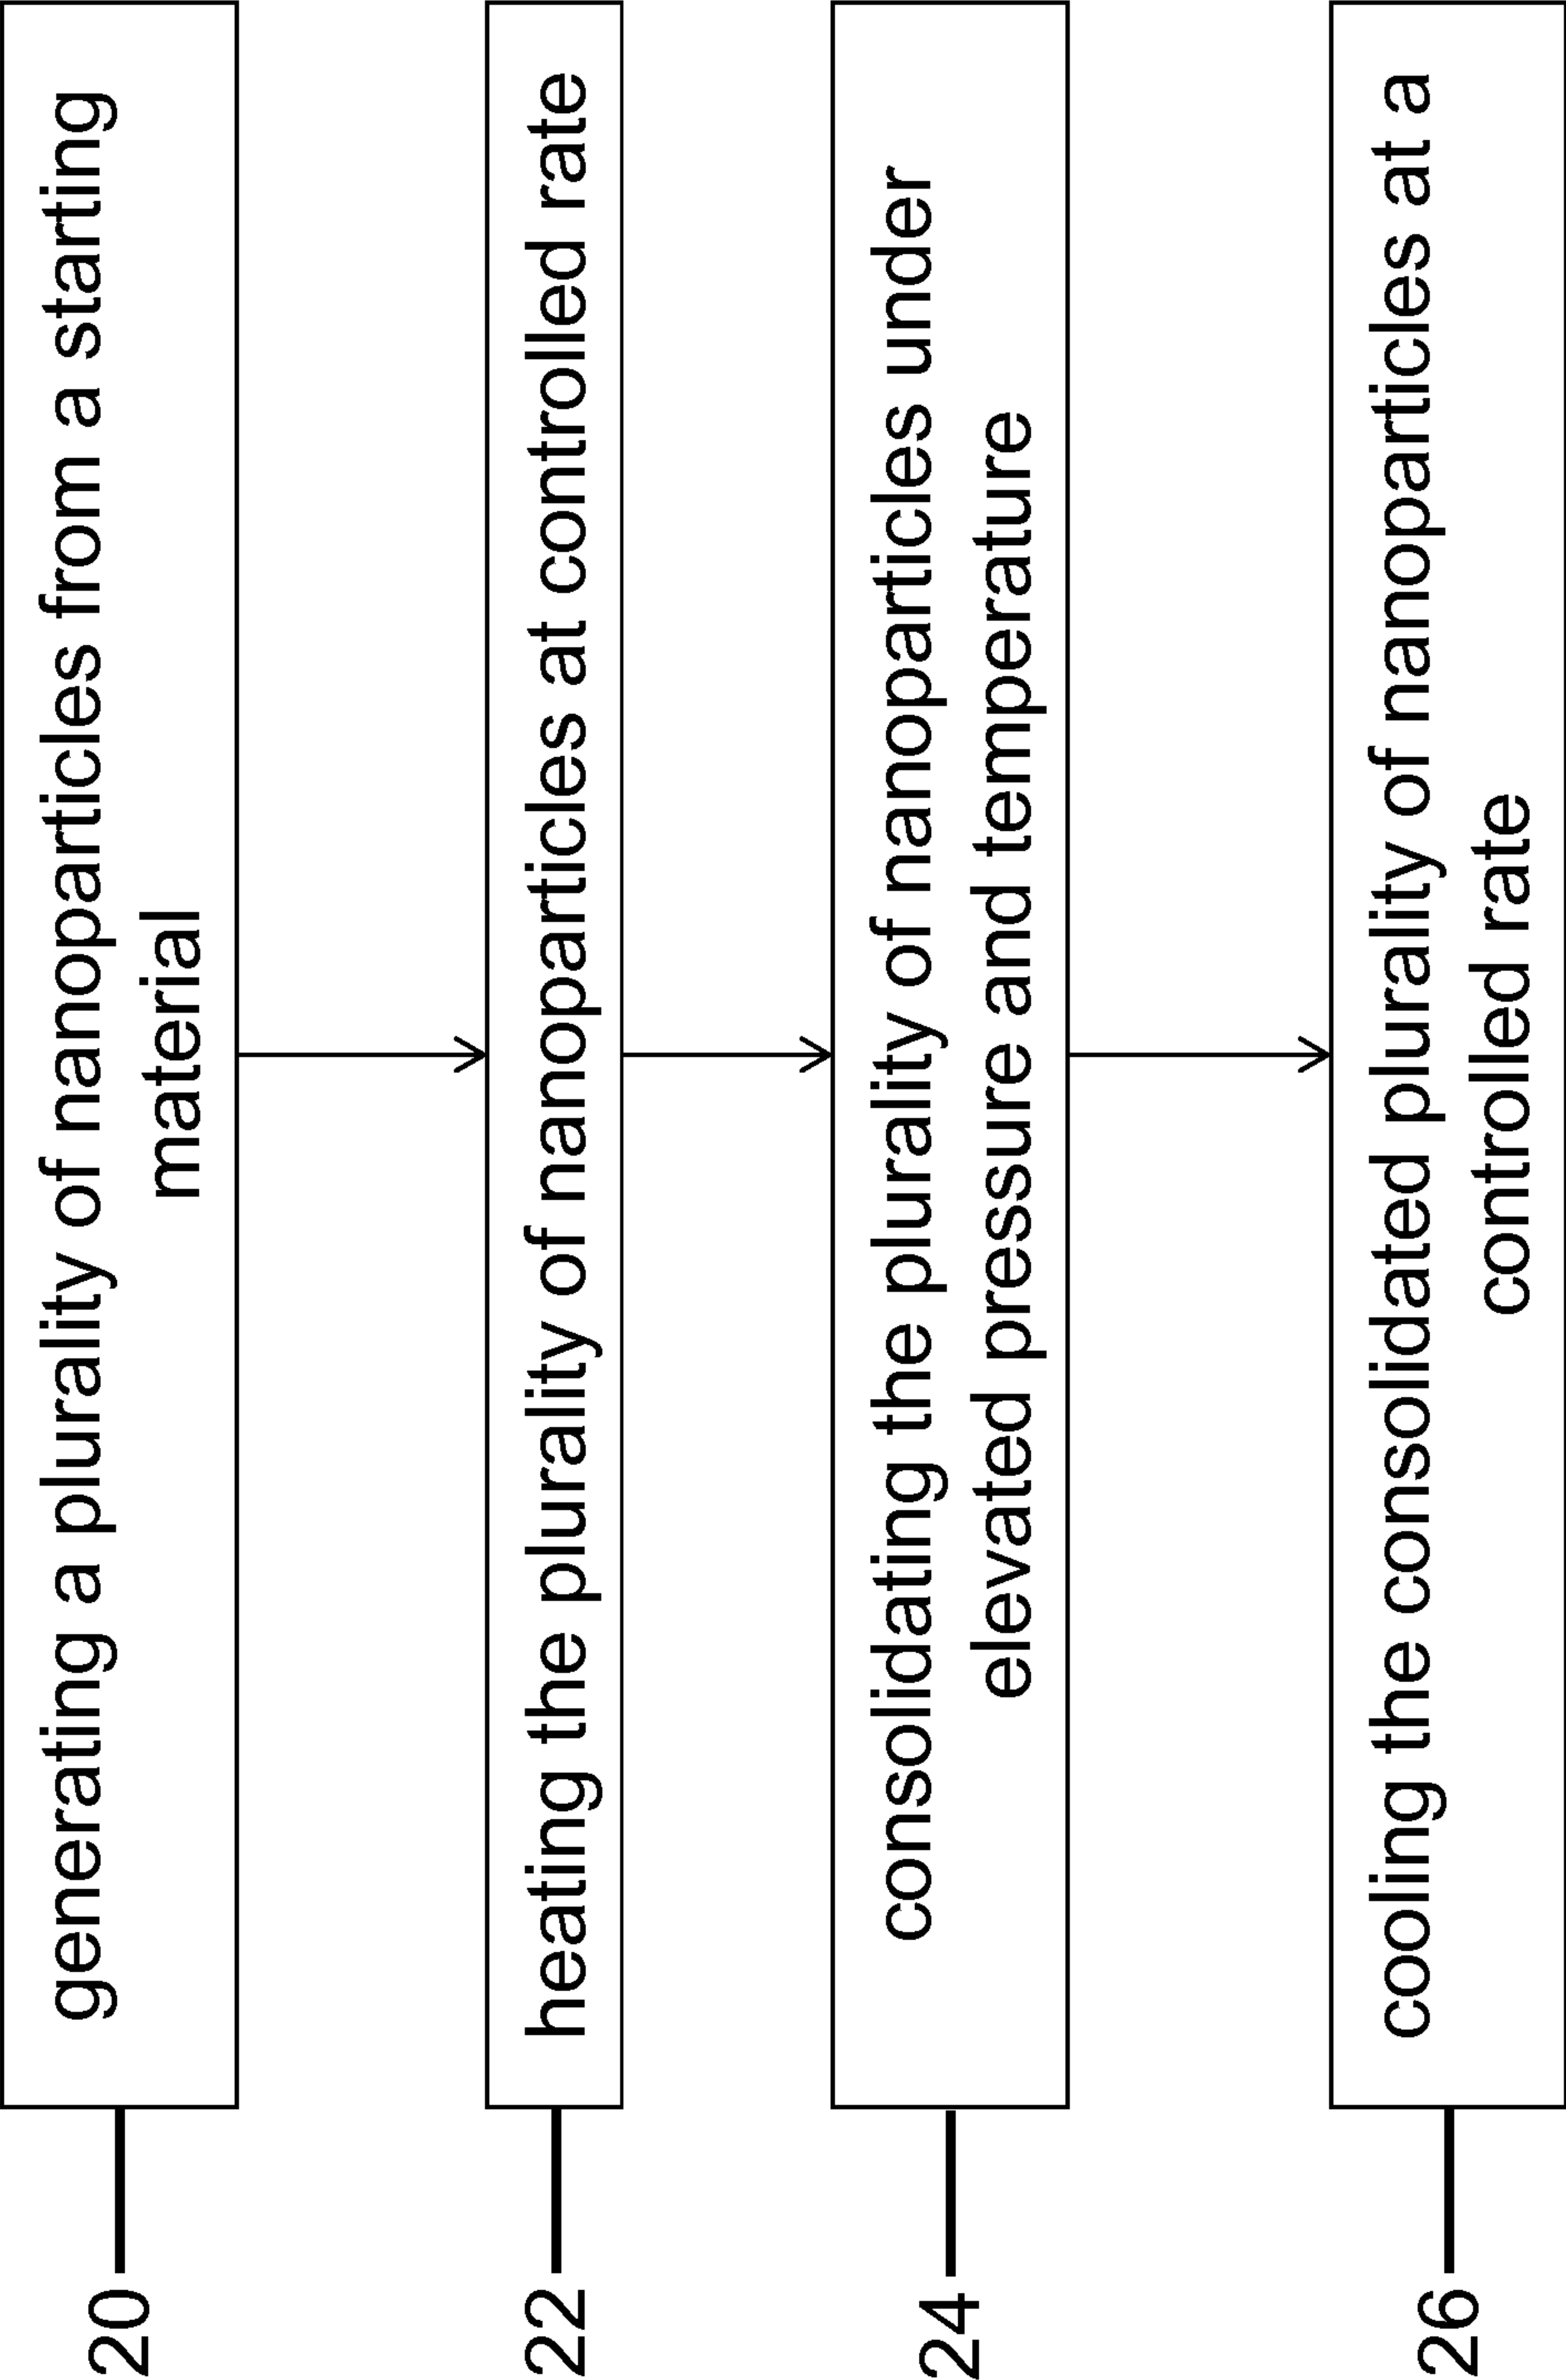 20
generating a plurality of nanoparticles from a starting
material
22
heating the plurality of nanoparticles at controlled rate
24
consolidating the plurality of nanoparticles under
elevated pressure and temperature
26
cooling the consolidated plurality of nanoparticles at a
controlled rate